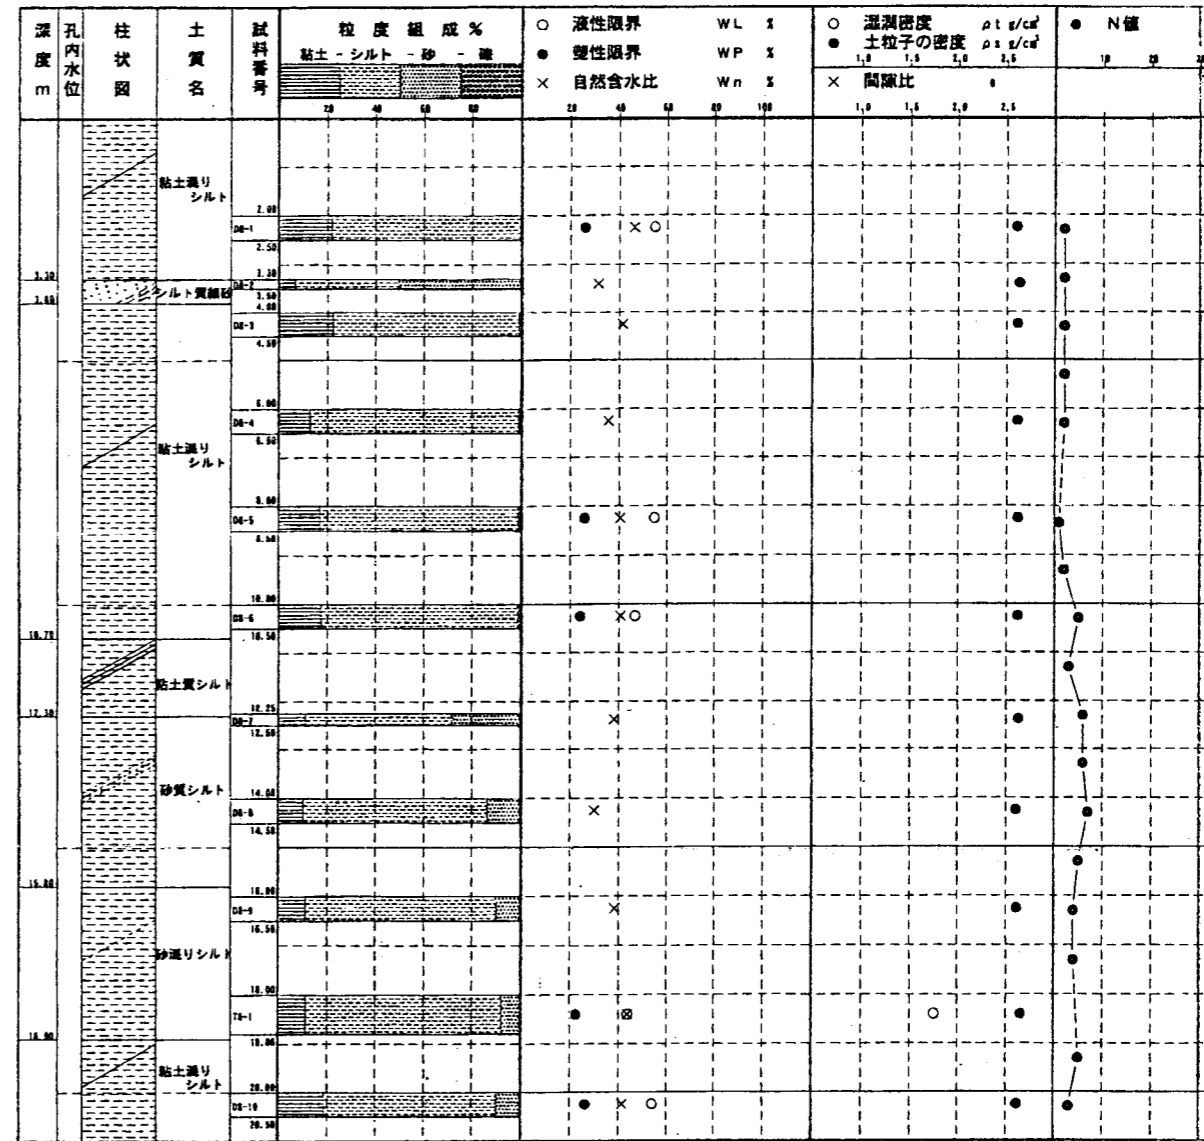 深度 m
孔内水位
柱状図
土質名
試料番号
粒度組成%
粘土 - シルト - 砂 - 礫
20 40 60 80
○ 液性限界 WL %
● 塑性限界 WP %
× 自然含水比 Wn %
20 40 60 80 100
○ 湿潤密度 ρt g/cm³
● 土粒子の密度 ρs g/cm³
1.0 1.5 2.0 2.5
× 間隙比 e
1.0 1.5 2.0 2.5
● N値
10 20 30
粘土混り
シルト
2.00
DS-1
2.50
3.30
3.30
DS-2
シルト質細砂
3.50
3.80
4.00
DS-3
4.50
6.00
DS-4
粘土混り
シルト
6.50
8.00
DS-5
8.50
10.00
DS-6
10.50
10.70
粘土質シルト
12.25
12.30
DS-7
12.50
砂質シルト
14.00
DS-8
14.50
15.80
16.00
DS-9
16.50
砂混りシルト
18.00
TS-1
18.90
粘土混り
シルト
20.00
DS-10
20.50